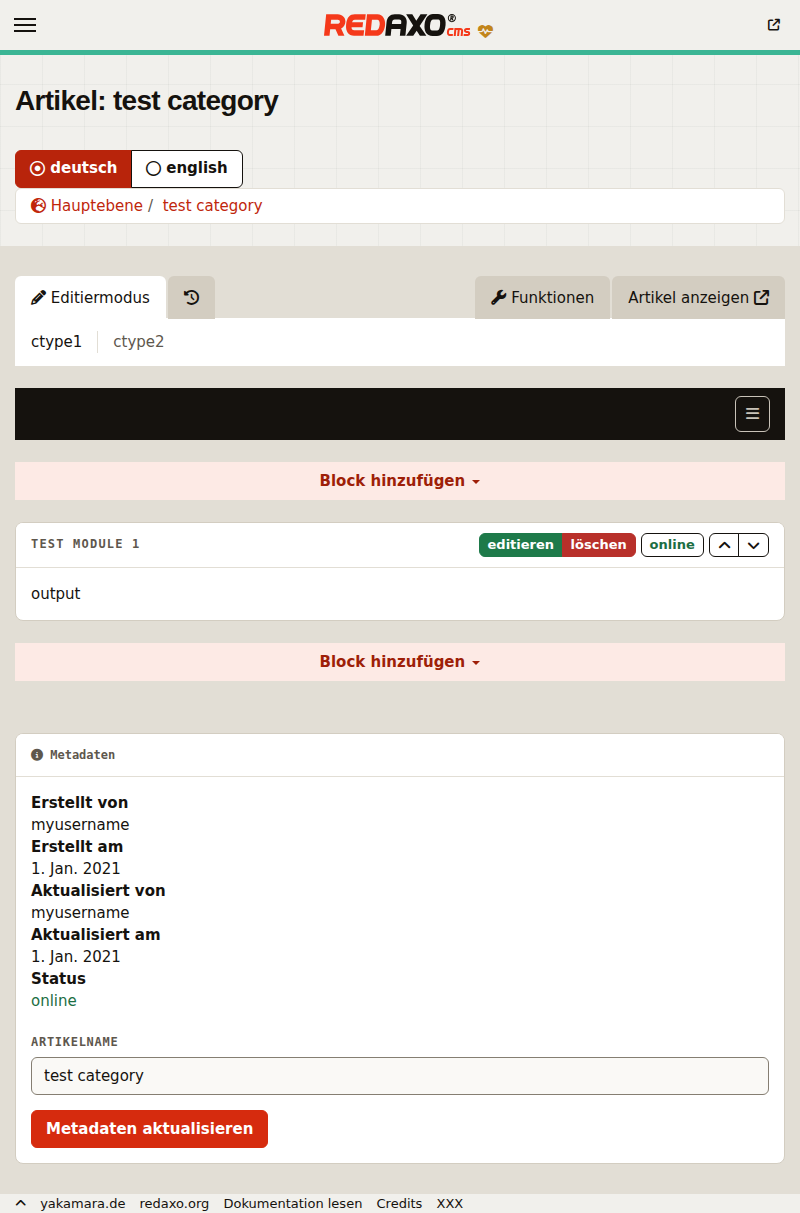 REDAXO® cms
Artikel: test category
deutsch english
Hauptebene / test category
Editiermodus Funktionen Artikel anzeigen
ctype1 ctype2
Block hinzufügen
TEST MODULE 1 editieren löschen online
output
Block hinzufügen
Metadaten
Erstellt von
myusername
Erstellt am
1. Jan. 2021
Aktualisiert von
myusername
Aktualisiert am
1. Jan. 2021
Status
online
ARTIKELNAME
test category
Metadaten aktualisieren
yakamara.de redaxo.org Dokumentation lesen Credits XXX